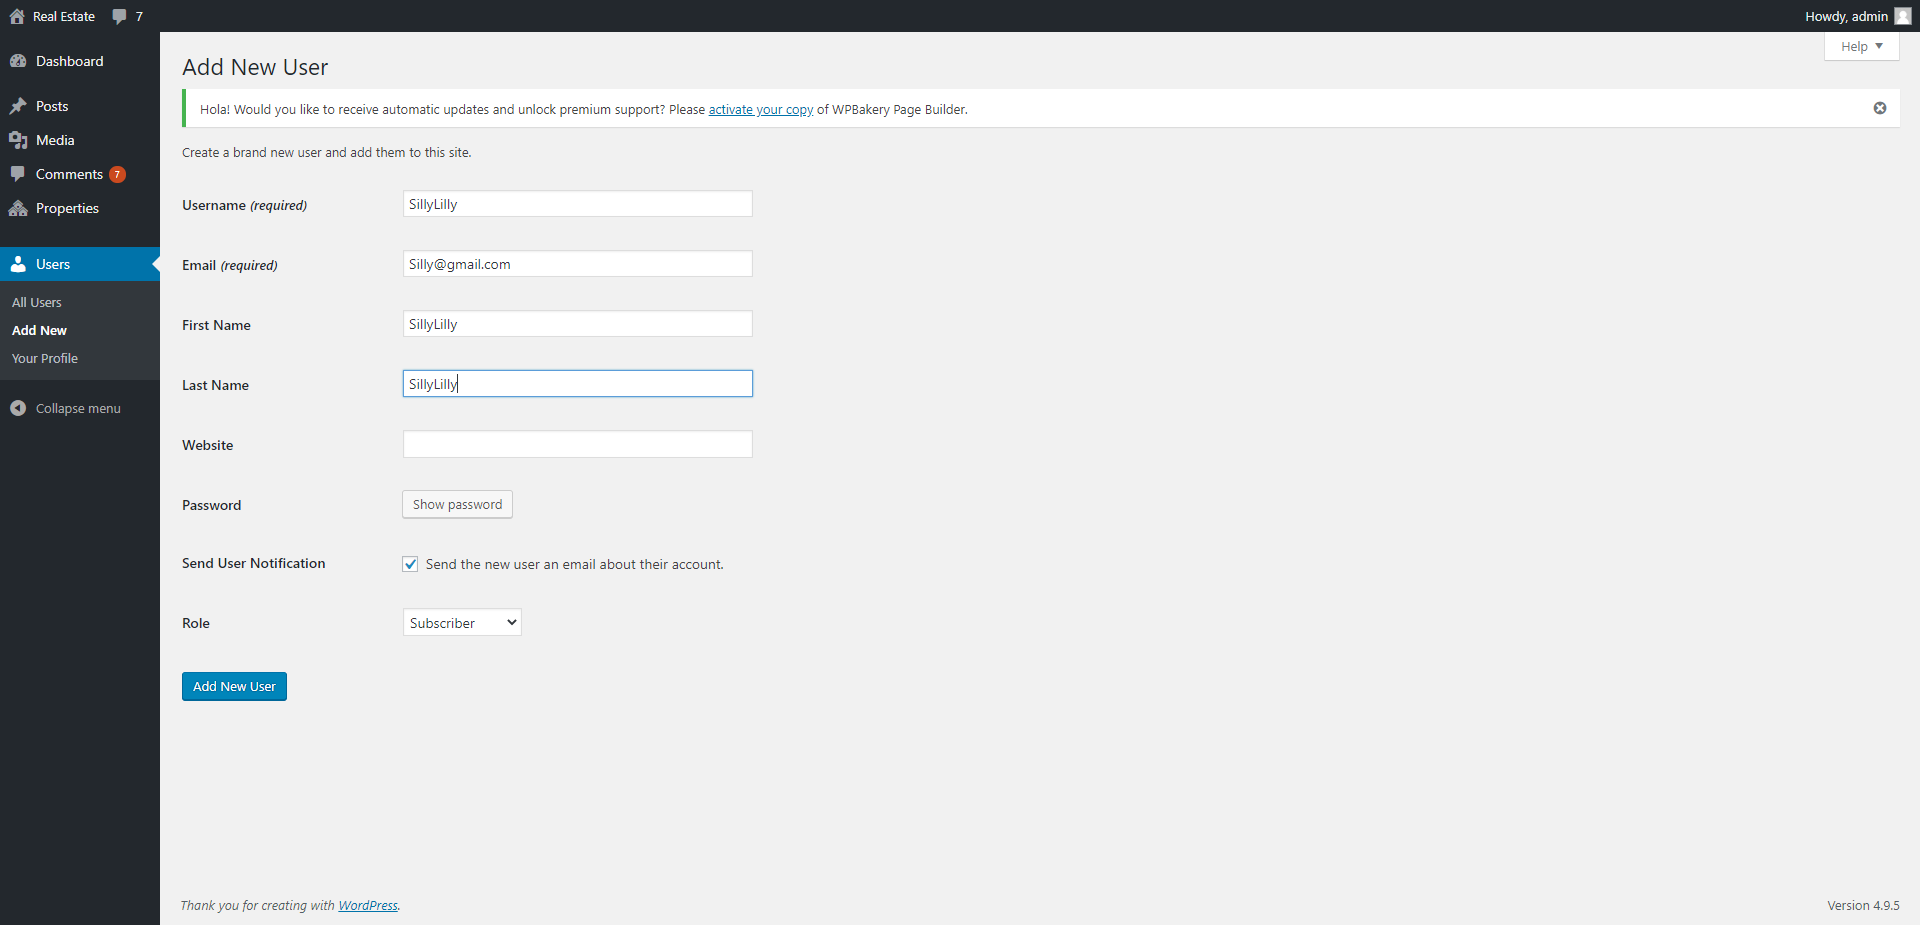 Real Estate 7 Howdy, admin
Help
Dashboard
Posts
Media
Comments 7
Properties
Users
All Users
Add New
Your Profile
Collapse menu
Add New User
Hola! Would you like to receive automatic updates and unlock premium support? Please activate your copy of WPBakery Page Builder.
Create a brand new user and add them to this site.
Username (required) SillyLilly
Email (required) Silly@gmail.com
First Name SillyLilly
Last Name SillyLilly
Website
Password Show password
Send User Notification Send the new user an email about their account.
Role Subscriber
Add New User
Thank you for creating with WordPress. Version 4.9.5